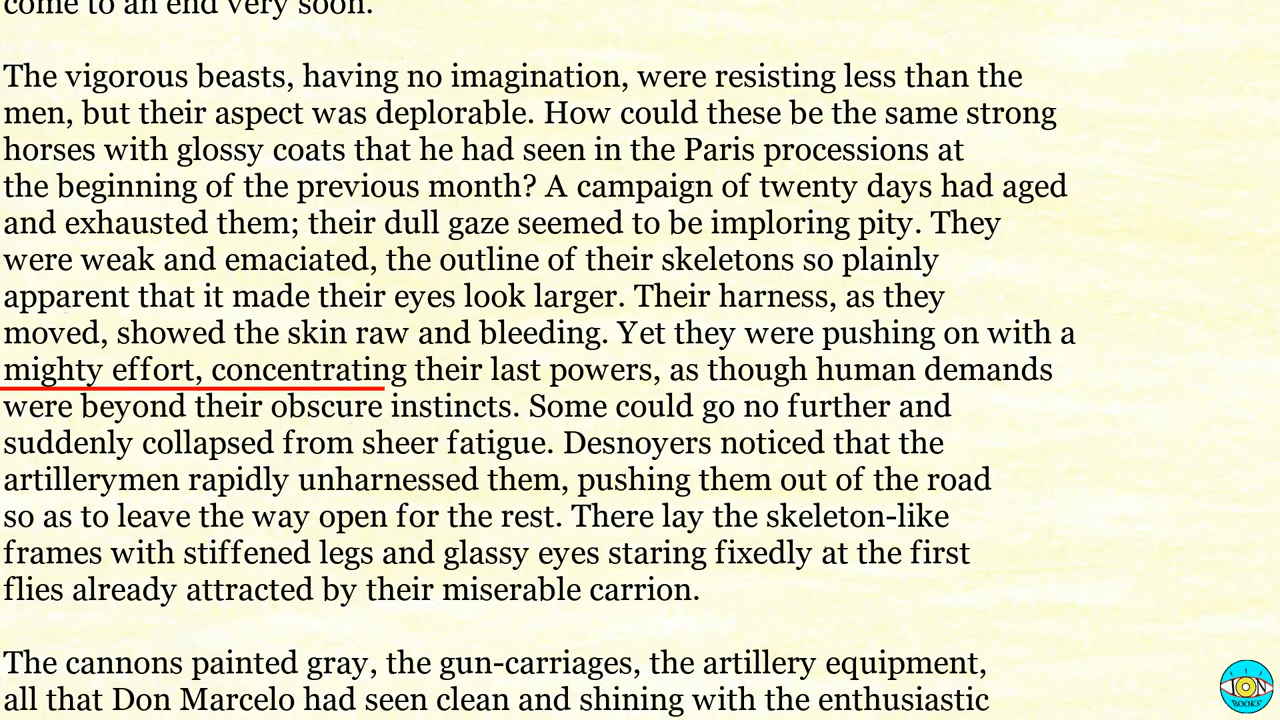 come to an end very soon.
The vigorous beasts, having no imagination, were resisting less than the
men, but their aspect was deplorable. How could these be the same strong
horses with glossy coats that he had seen in the Paris processions at
the beginning of the previous month? A campaign of twenty days had aged
and exhausted them; their dull gaze seemed to be imploring pity. They
were weak and emaciated, the outline of their skeletons so plainly
apparent that it made their eyes look larger. Their harness, as they
moved, showed the skin raw and bleeding. Yet they were pushing on with a
mighty effort, concentrating their last powers, as though human demands
were beyond their obscure instincts. Some could go no further and
suddenly collapsed from sheer fatigue. Desnoyers noticed that the
artillerymen rapidly unharnessed them, pushing them out of the road
so as to leave the way open for the rest. There lay the skeleton-like
frames with stiffened legs and glassy eyes staring fixedly at the first
flies already attracted by their miserable carrion.
The cannons painted gray, the gun-carriages, the artillery equipment,
all that Don Marcelo had seen clean and shining with the enthusiastic
ION
BOOKS